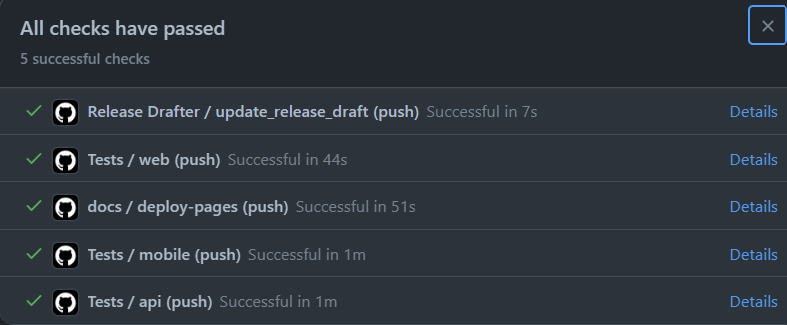 All checks have passed
5 successful checks
Release Drafter / update_release_draft (push) Successful in 7s Details
Tests / web (push) Successful in 44s Details
docs / deploy-pages (push) Successful in 51s Details
Tests / mobile (push) Successful in 1m Details
Tests / api (push) Successful in 1m Details